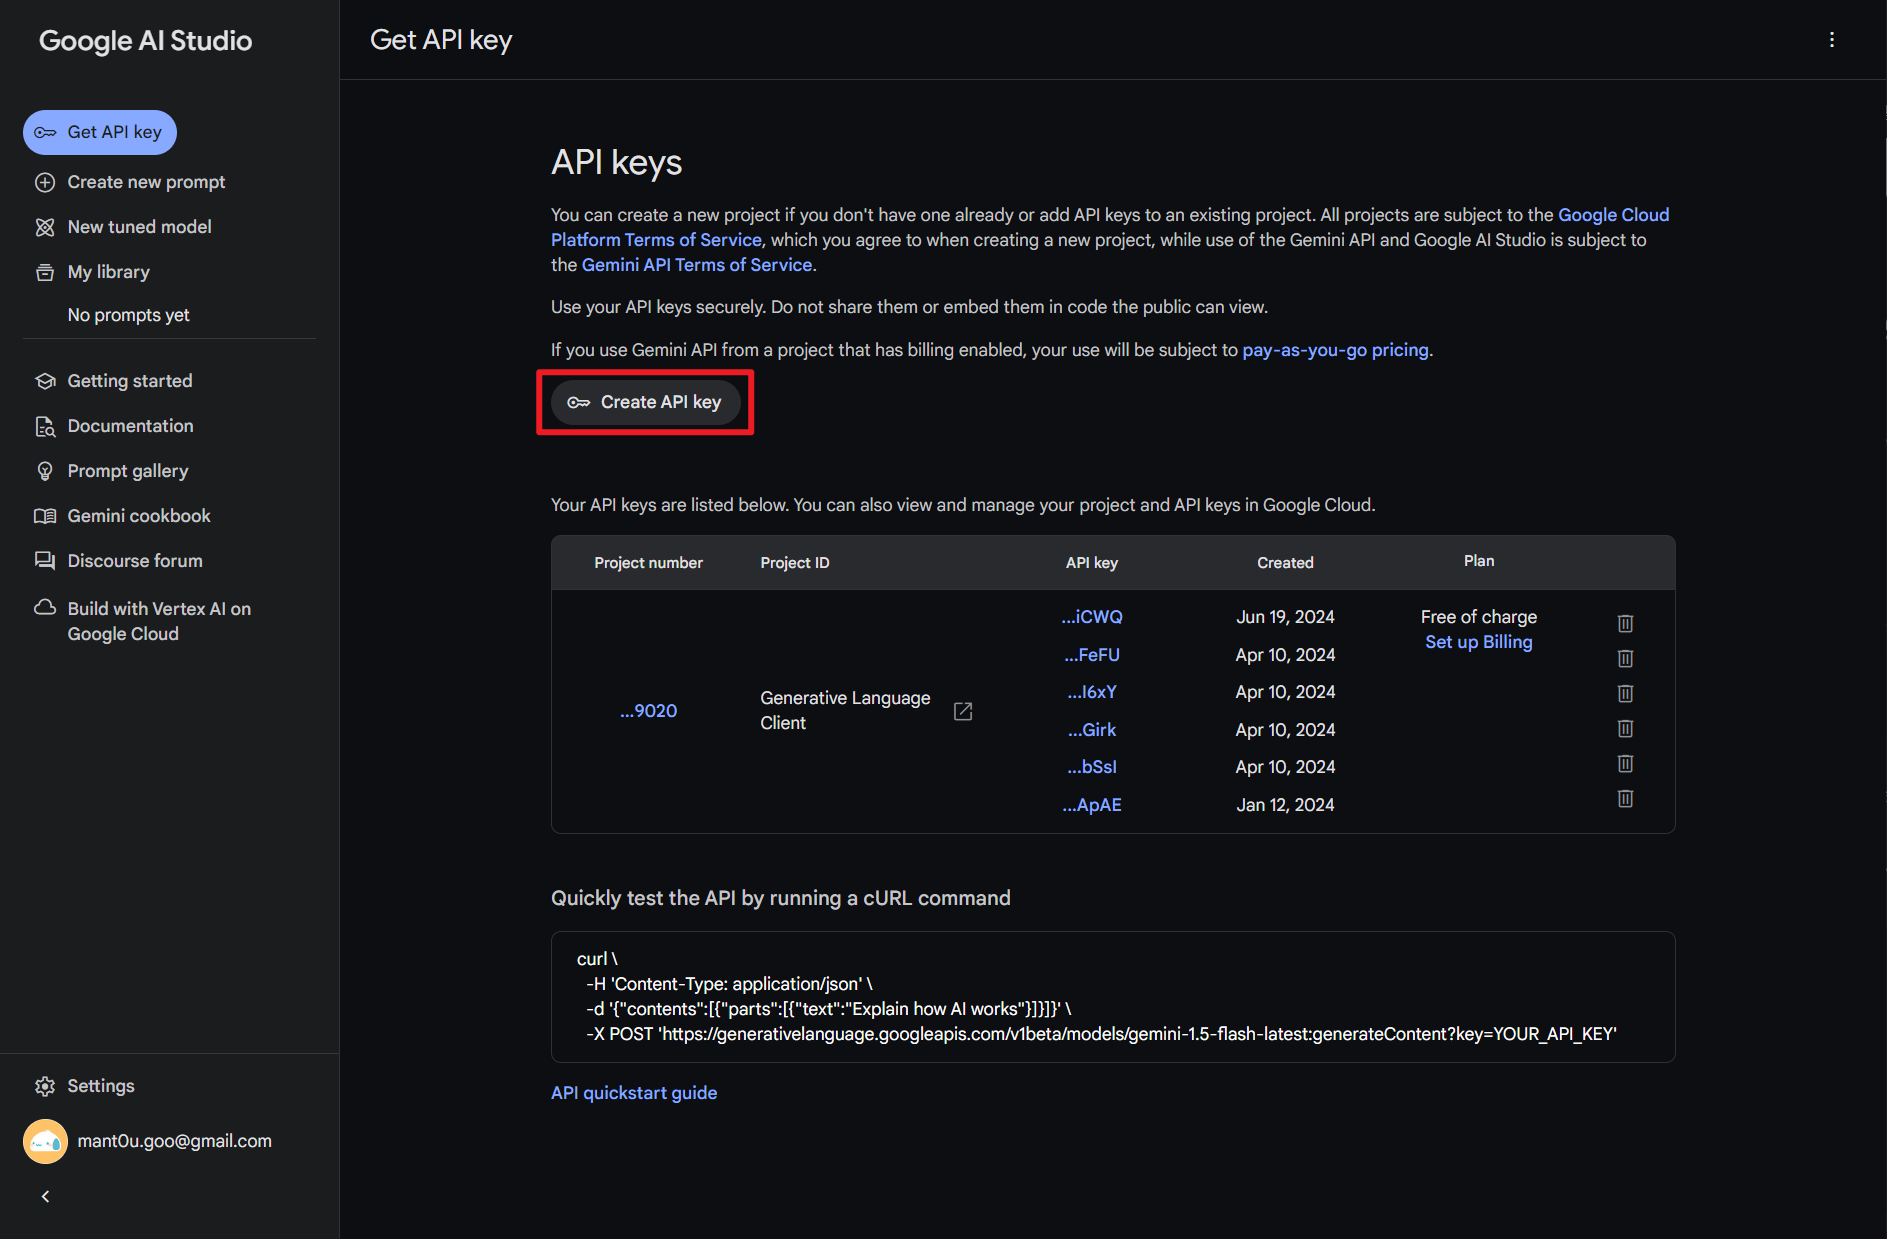 Google AI Studio
Get API key
Create new prompt
New tuned model
My library
No prompts yet
Getting started
Documentation
Prompt gallery
Gemini cookbook
Discourse forum
Build with Vertex AI on
Google Cloud
Settings
mant0u.goo@gmail.com
Get API key
API keys
You can create a new project if you don't have one already or add API keys to an existing project. All projects are subject to the Google Cloud
Platform Terms of Service, which you agree to when creating a new project, while use of the Gemini API and Google AI Studio is subject to
the Gemini API Terms of Service.
Use your API keys securely. Do not share them or embed them in code the public can view.
If you use Gemini API from a project that has billing enabled, your use will be subject to pay-as-you-go pricing.
Create API key
Your API keys are listed below. You can also view and manage your project and API keys in Google Cloud.
Project number Project ID API key Created Plan
...9020
Generative Language
Client
...iCWQ Jun 19, 2024 Free of charge
Set up Billing
...FeFU Apr 10, 2024
...I6xY Apr 10, 2024
...Girk Apr 10, 2024
...bSsI Apr 10, 2024
...ApAE Jan 12, 2024
Quickly test the API by running a cURL command
curl \
-H 'Content-Type: application/json' \
-d '{"contents":[{"parts":[{"text":"Explain how AI works"}]}]}' \
-X POST 'https://generativelanguage.googleapis.com/v1beta/models/gemini-1.5-flash-latest:generateContent?key=YOUR_API_KEY'
API quickstart guide